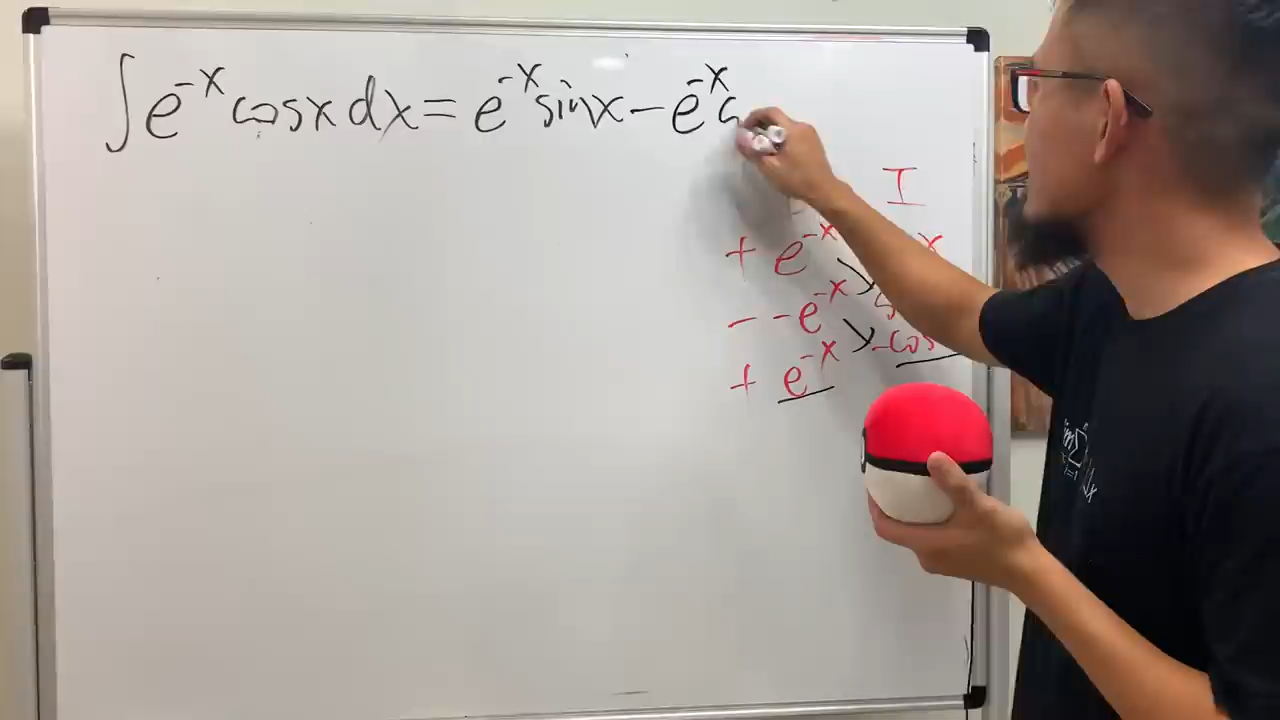 ∫ e^{-x} cosx dx = e^{-x} sinx - e^{-x} c
I
+ e^{-x} x
- -e^{-x} s
+ e^{-x} -cos